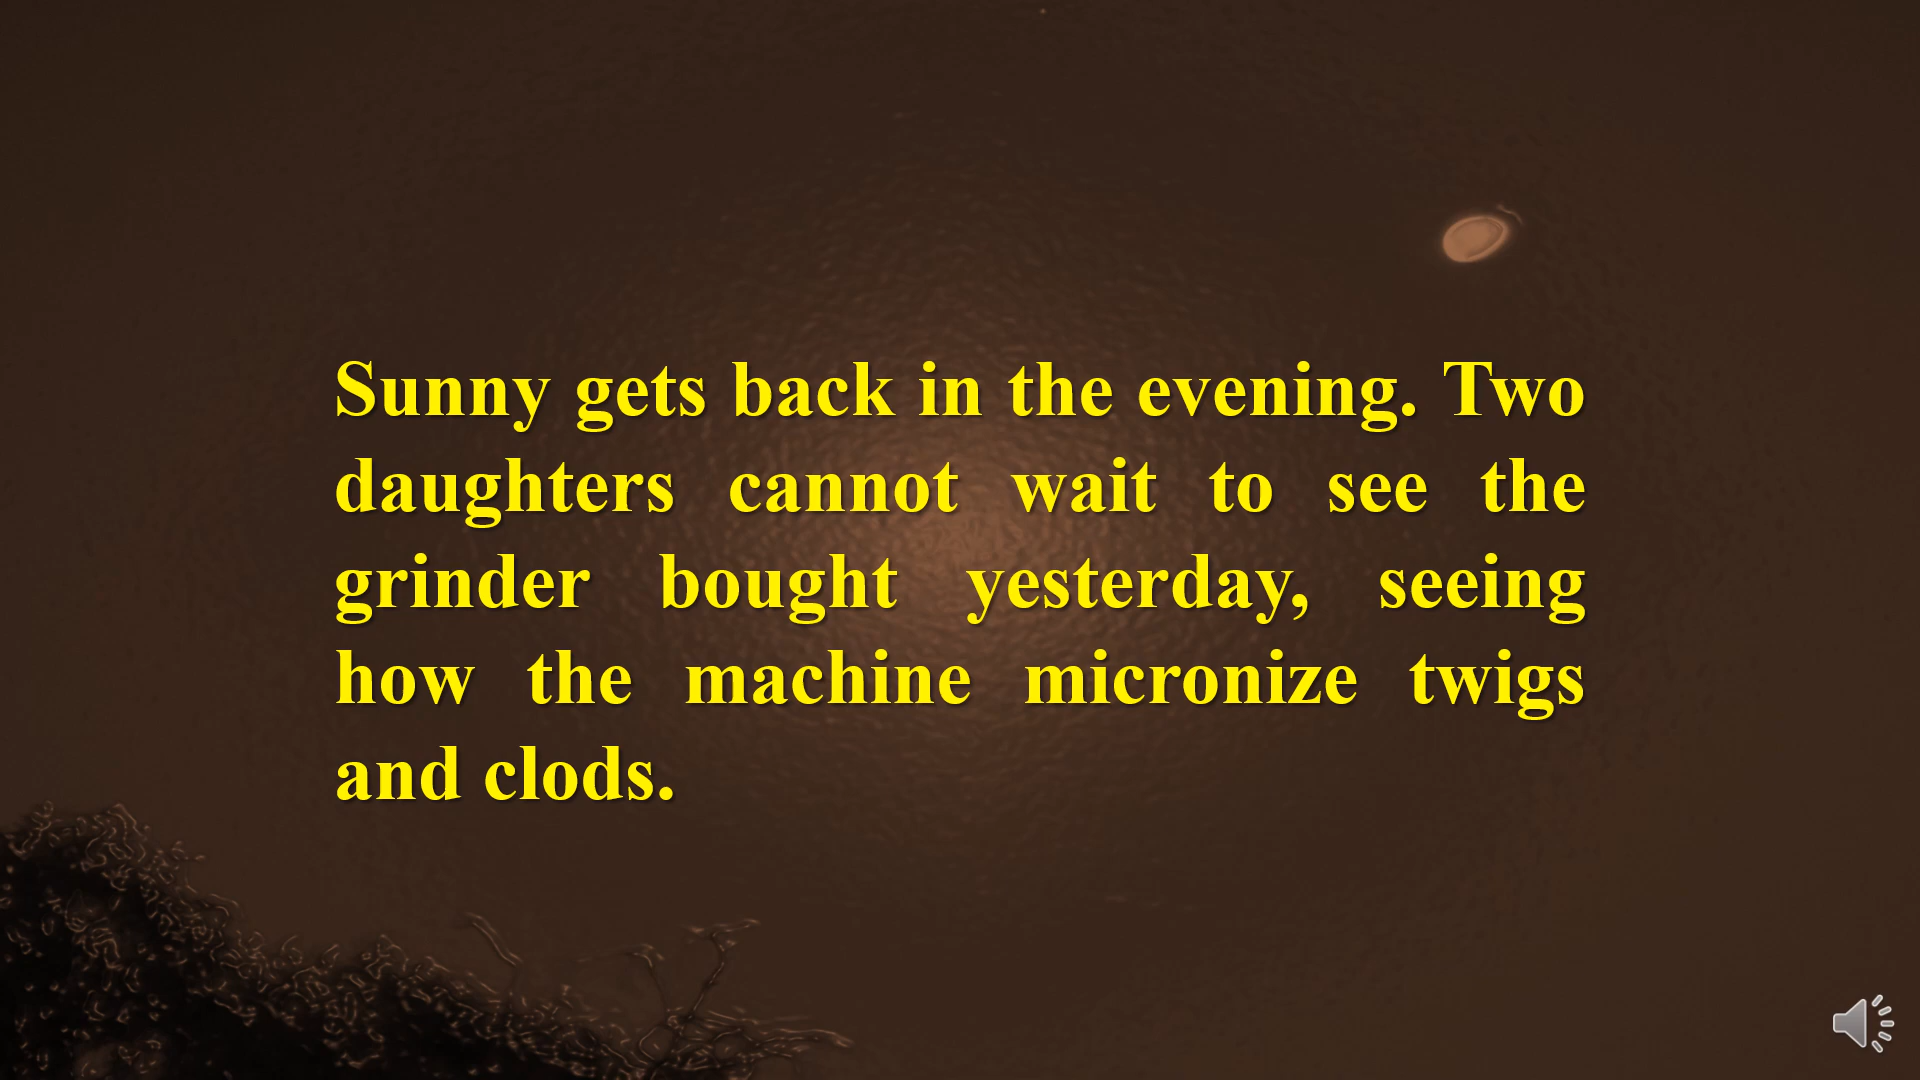 Sunny gets back in the evening. Two
daughters cannot wait to see the
grinder bought yesterday, seeing
how the machine micronize twigs
and clods.